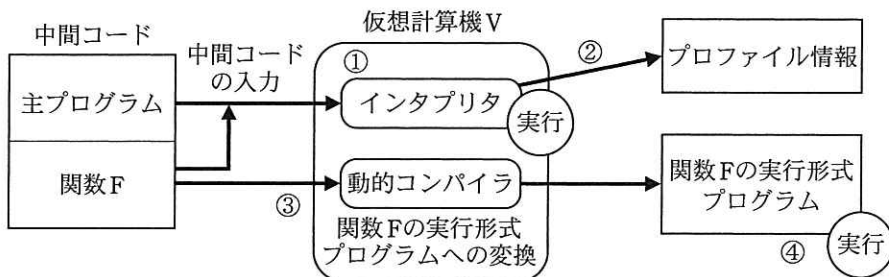 中間コード
主プログラム
関数F
中間コード
の入力
仮想計算機V
①
インタプリタ
実行
②
プロファイル情報
③
動的コンパイラ
関数Fの実行形式
プログラムへの変換
関数Fの実行形式
プログラム
④
実行